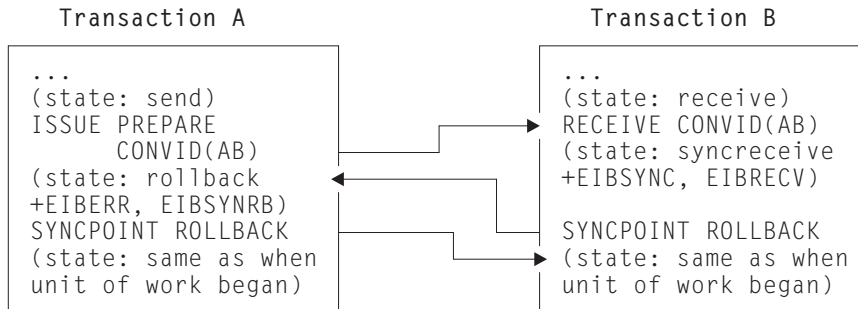 Transaction A
...
(state: send)
ISSUE PREPARE
CONVID(AB)
(state: rollback
+EIBERR, EIBSYNRB)
SYNCPOINT ROLLBACK
(state: same as when
unit of work began)
Transaction B
...
(state: receive)
RECEIVE CONVID(AB)
(state: syncreceive
+EIBSYNC, EIBRECV)
SYNCPOINT ROLLBACK
(state: same as when
unit of work began)